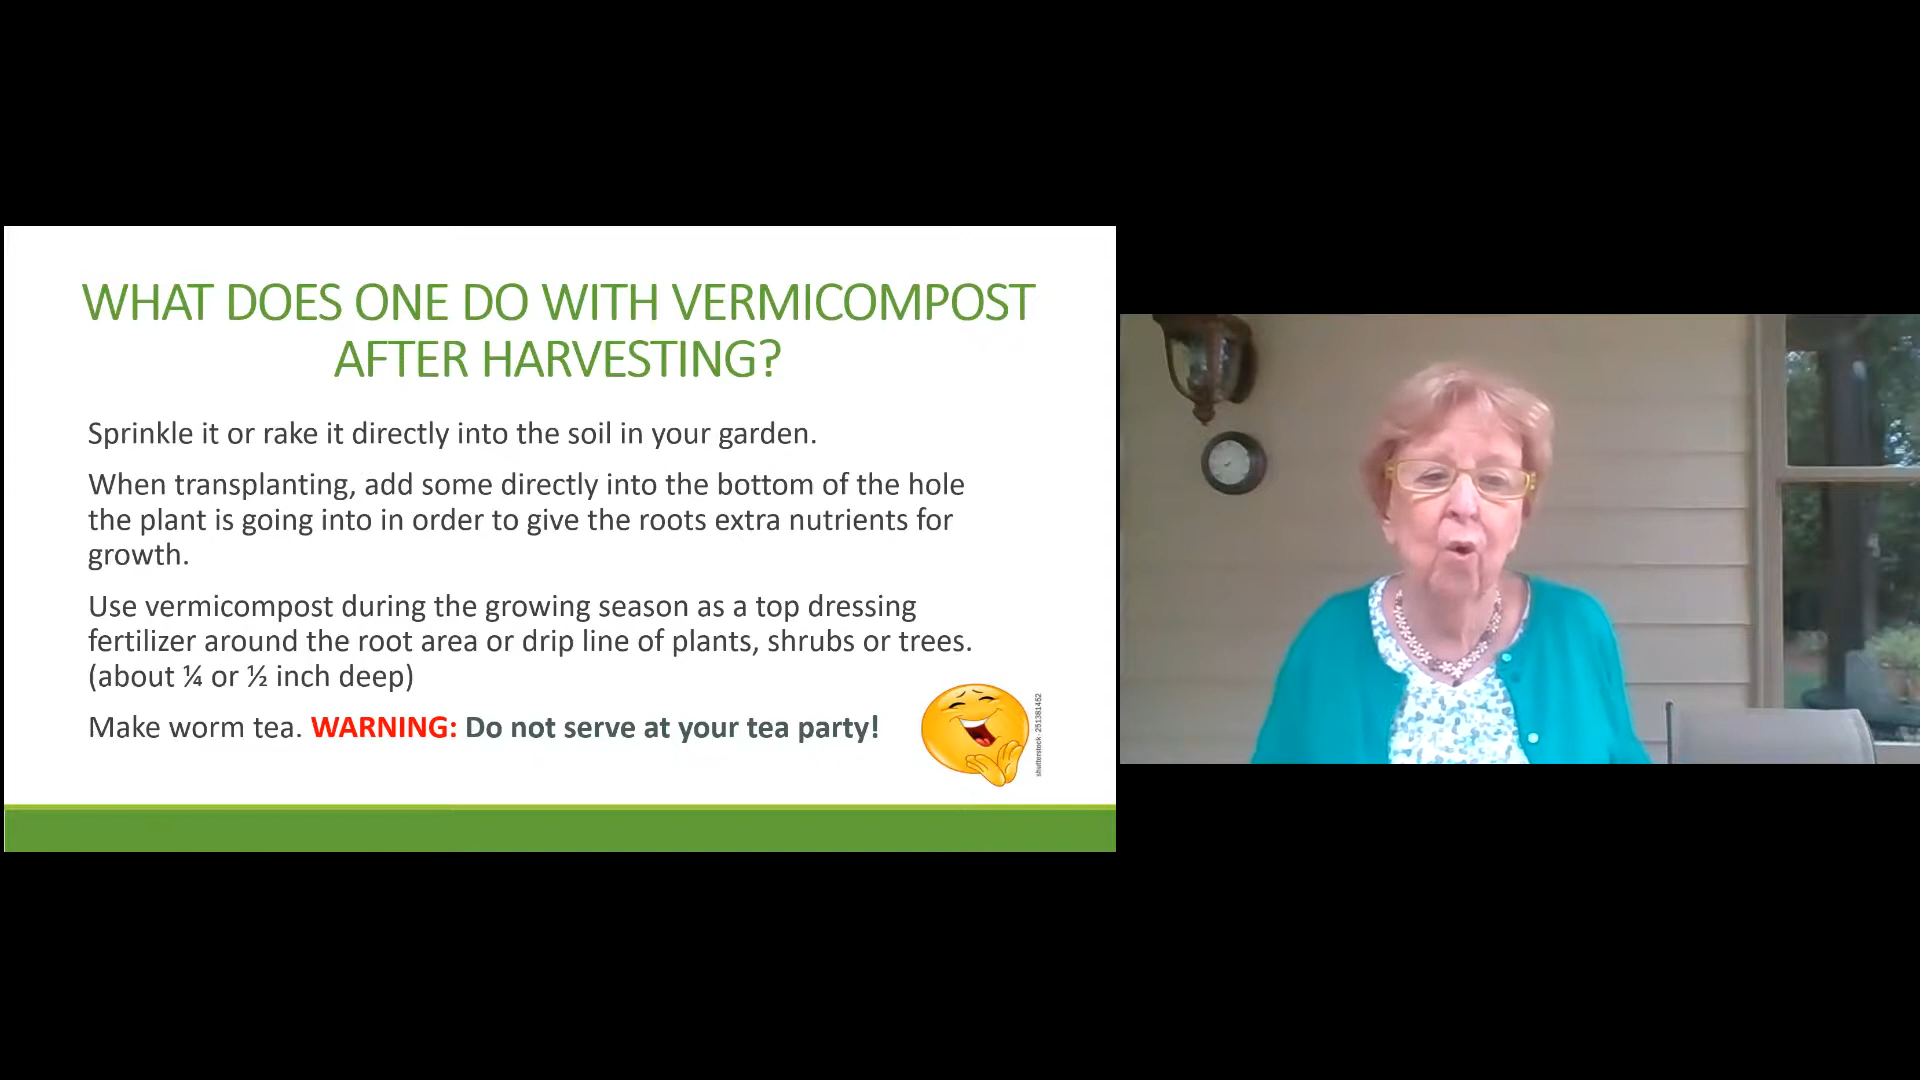 WHAT DOES ONE DO WITH VERMICOMPOST
AFTER HARVESTING?
Sprinkle it or rake it directly into the soil in your garden.
When transplanting, add some directly into the bottom of the hole
the plant is going into in order to give the roots extra nutrients for
growth.
Use vermicompost during the growing season as a top dressing
fertilizer around the root area or drip line of plants, shrubs or trees.
(about ¼ or ½ inch deep)
Make worm tea. WARNING: Do not serve at your tea party!
shutterstock · 251381452